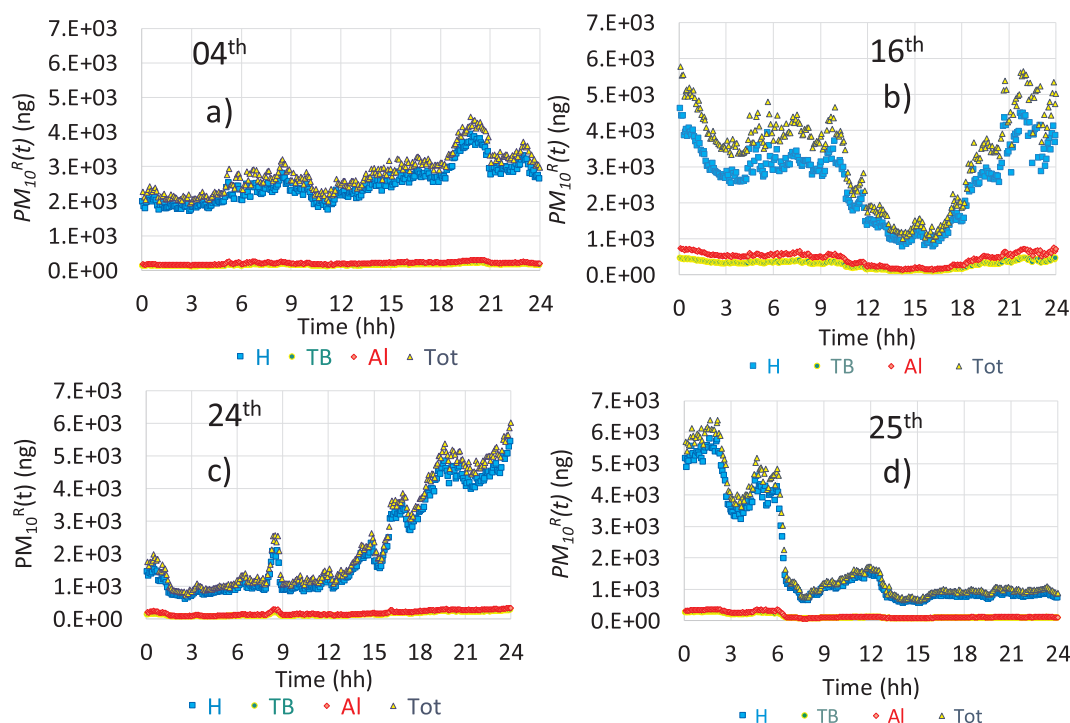 7.E+03
6.E+03
5.E+03
4.E+03
3.E+03
2.E+03
1.E+03
0.E+00
PM₁₀ᴿ(t) (ng)
04ᵗʰ
a)
0 3 6 9 12 15 18 21 24
Time (hh)
H TB Al Tot
7.E+03
6.E+03
5.E+03
4.E+03
3.E+03
2.E+03
1.E+03
0.E+00
PM₁₀ᴿ(t) (ng)
16ᵗʰ
b)
0 3 6 9 12 15 18 21 24
Time (hh)
H TB Al Tot
7.E+03
6.E+03
5.E+03
4.E+03
3.E+03
2.E+03
1.E+03
0.E+00
PM₁₀ᴿ(t) (ng)
24ᵗʰ
c)
0 3 6 9 12 15 18 21 24
Time (hh)
H TB Al Tot
7.E+03
6.E+03
5.E+03
4.E+03
3.E+03
2.E+03
1.E+03
0.E+00
PM₁₀ᴿ(t) (ng)
25ᵗʰ
d)
0 3 6 9 12 15 18 21 24
Time (hh)
H TB Al Tot